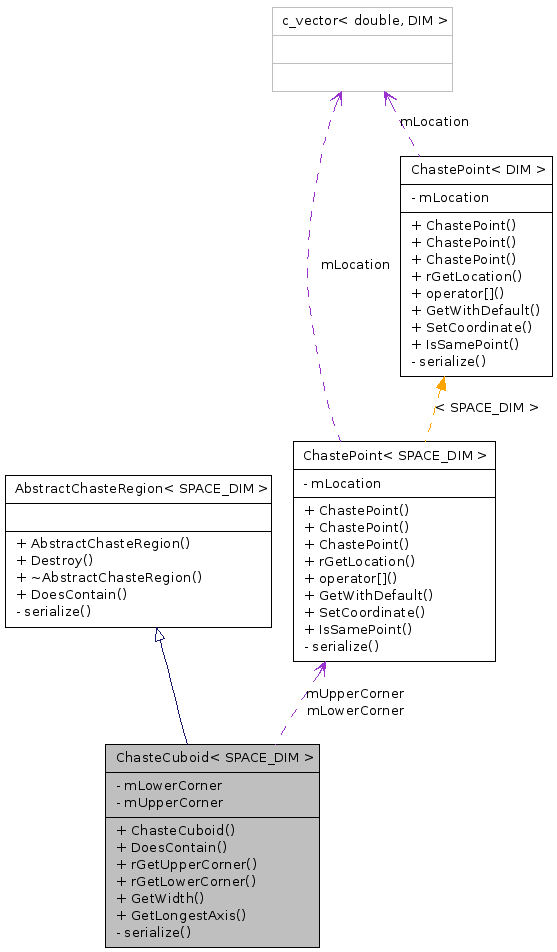 c_vector< double, DIM >
mLocation
ChastePoint< DIM >
- mLocation
+ ChastePoint()
+ ChastePoint()
+ ChastePoint()
+ rGetLocation()
+ operator[]()
+ GetWithDefault()
+ SetCoordinate()
+ IsSamePoint()
- serialize()
mLocation
< SPACE_DIM >
ChastePoint< SPACE_DIM >
- mLocation
+ ChastePoint()
+ ChastePoint()
+ ChastePoint()
+ rGetLocation()
+ operator[]()
+ GetWithDefault()
+ SetCoordinate()
+ IsSamePoint()
- serialize()
AbstractChasteRegion< SPACE_DIM >
+ AbstractChasteRegion()
+ Destroy()
+ ~AbstractChasteRegion()
+ DoesContain()
- serialize()
mUpperCorner
mLowerCorner
ChasteCuboid< SPACE_DIM >
- mLowerCorner
- mUpperCorner
+ ChasteCuboid()
+ DoesContain()
+ rGetUpperCorner()
+ rGetLowerCorner()
+ GetWidth()
+ GetLongestAxis()
- serialize()